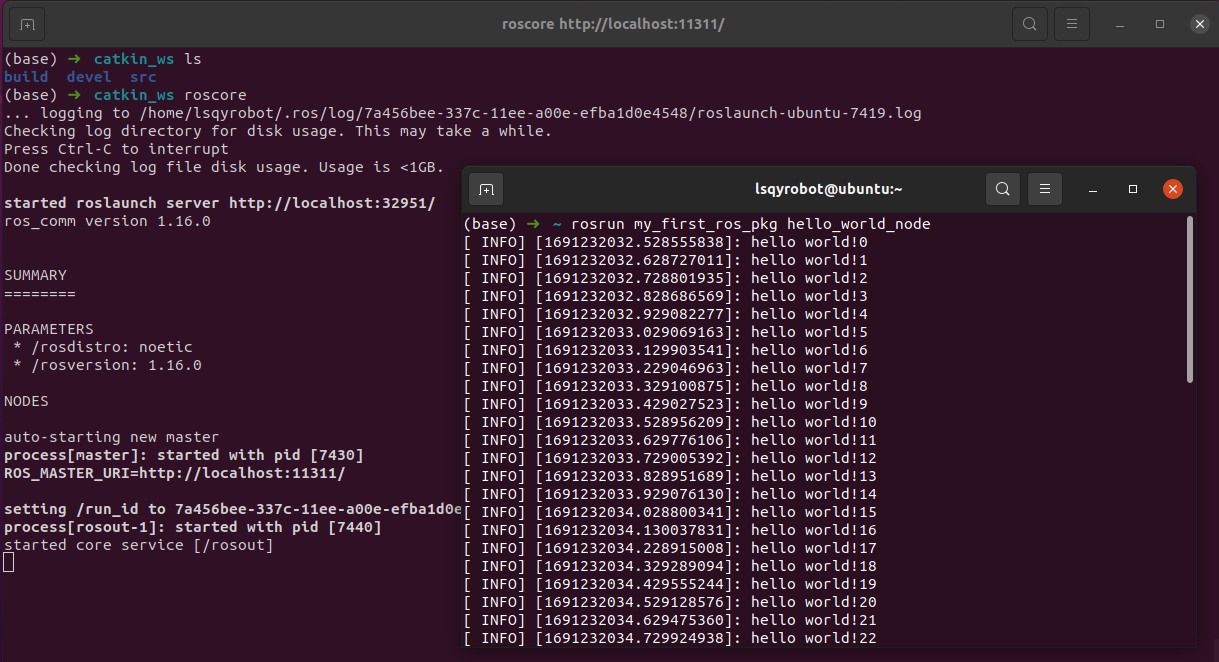 roscore http://localhost:11311/
(base) ➜ catkin_ws ls
build devel src
(base) ➜ catkin_ws roscore
... logging to /home/lsqyrobot/.ros/log/7a456bee-337c-11ee-a00e-efba1d0e4548/roslaunch-ubuntu-7419.log
Checking log directory for disk usage. This may take a while.
Press Ctrl-C to interrupt
Done checking log file disk usage. Usage is <1GB.
started roslaunch server http://localhost:32951/
ros_comm version 1.16.0
SUMMARY
========
PARAMETERS
* /rosdistro: noetic
* /rosversion: 1.16.0
NODES
auto-starting new master
process[master]: started with pid [7430]
ROS_MASTER_URI=http://localhost:11311/
setting /run_id to 7a456bee-337c-11ee-a00e-efba1d0e
process[rosout-1]: started with pid [7440]
started core service [/rosout]
lsqyrobot@ubuntu:~
(base) ➜ ~ rosrun my_first_ros_pkg hello_world_node
[ INFO] [1691232032.528555838]: hello world!0
[ INFO] [1691232032.628727011]: hello world!1
[ INFO] [1691232032.728801935]: hello world!2
[ INFO] [1691232032.828686569]: hello world!3
[ INFO] [1691232032.929082277]: hello world!4
[ INFO] [1691232033.029069163]: hello world!5
[ INFO] [1691232033.129903541]: hello world!6
[ INFO] [1691232033.229046963]: hello world!7
[ INFO] [1691232033.329100875]: hello world!8
[ INFO] [1691232033.429027523]: hello world!9
[ INFO] [1691232033.528956209]: hello world!10
[ INFO] [1691232033.629776106]: hello world!11
[ INFO] [1691232033.729005392]: hello world!12
[ INFO] [1691232033.828951689]: hello world!13
[ INFO] [1691232033.929076130]: hello world!14
[ INFO] [1691232034.028800341]: hello world!15
[ INFO] [1691232034.130037831]: hello world!16
[ INFO] [1691232034.228915008]: hello world!17
[ INFO] [1691232034.329289094]: hello world!18
[ INFO] [1691232034.429555244]: hello world!19
[ INFO] [1691232034.529128576]: hello world!20
[ INFO] [1691232034.629475360]: hello world!21
[ INFO] [1691232034.729924938]: hello world!22